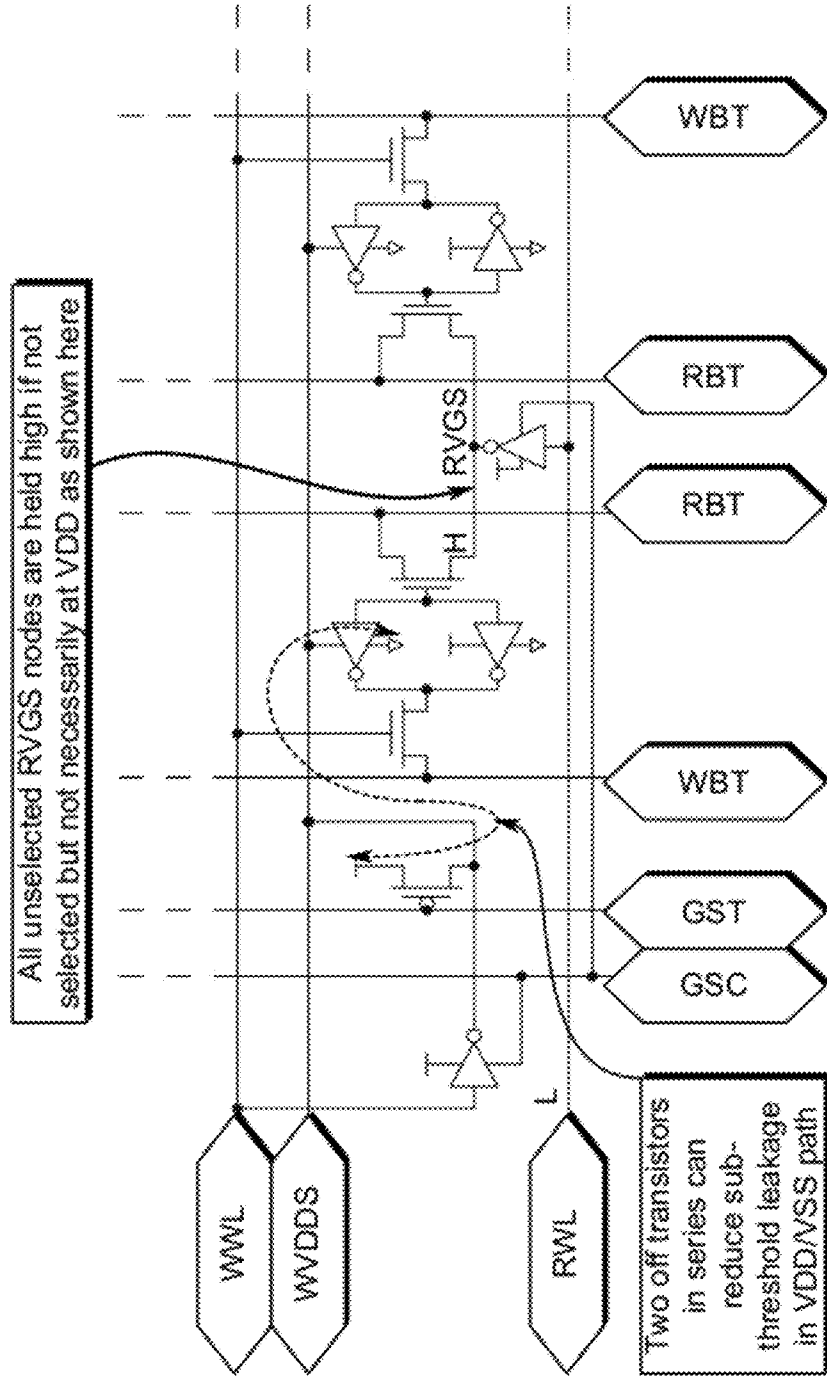 All unselected RVGS nodes are held high if not
selected but not necessarily at VDD as shown here
WWL
WVDDS
RWL
L
H
RVGS
GSC
GST
WBT
RBT
RBT
WBT
Two off transistors
in series can
reduce sub-
threshold leakage
in VDD/VSS path